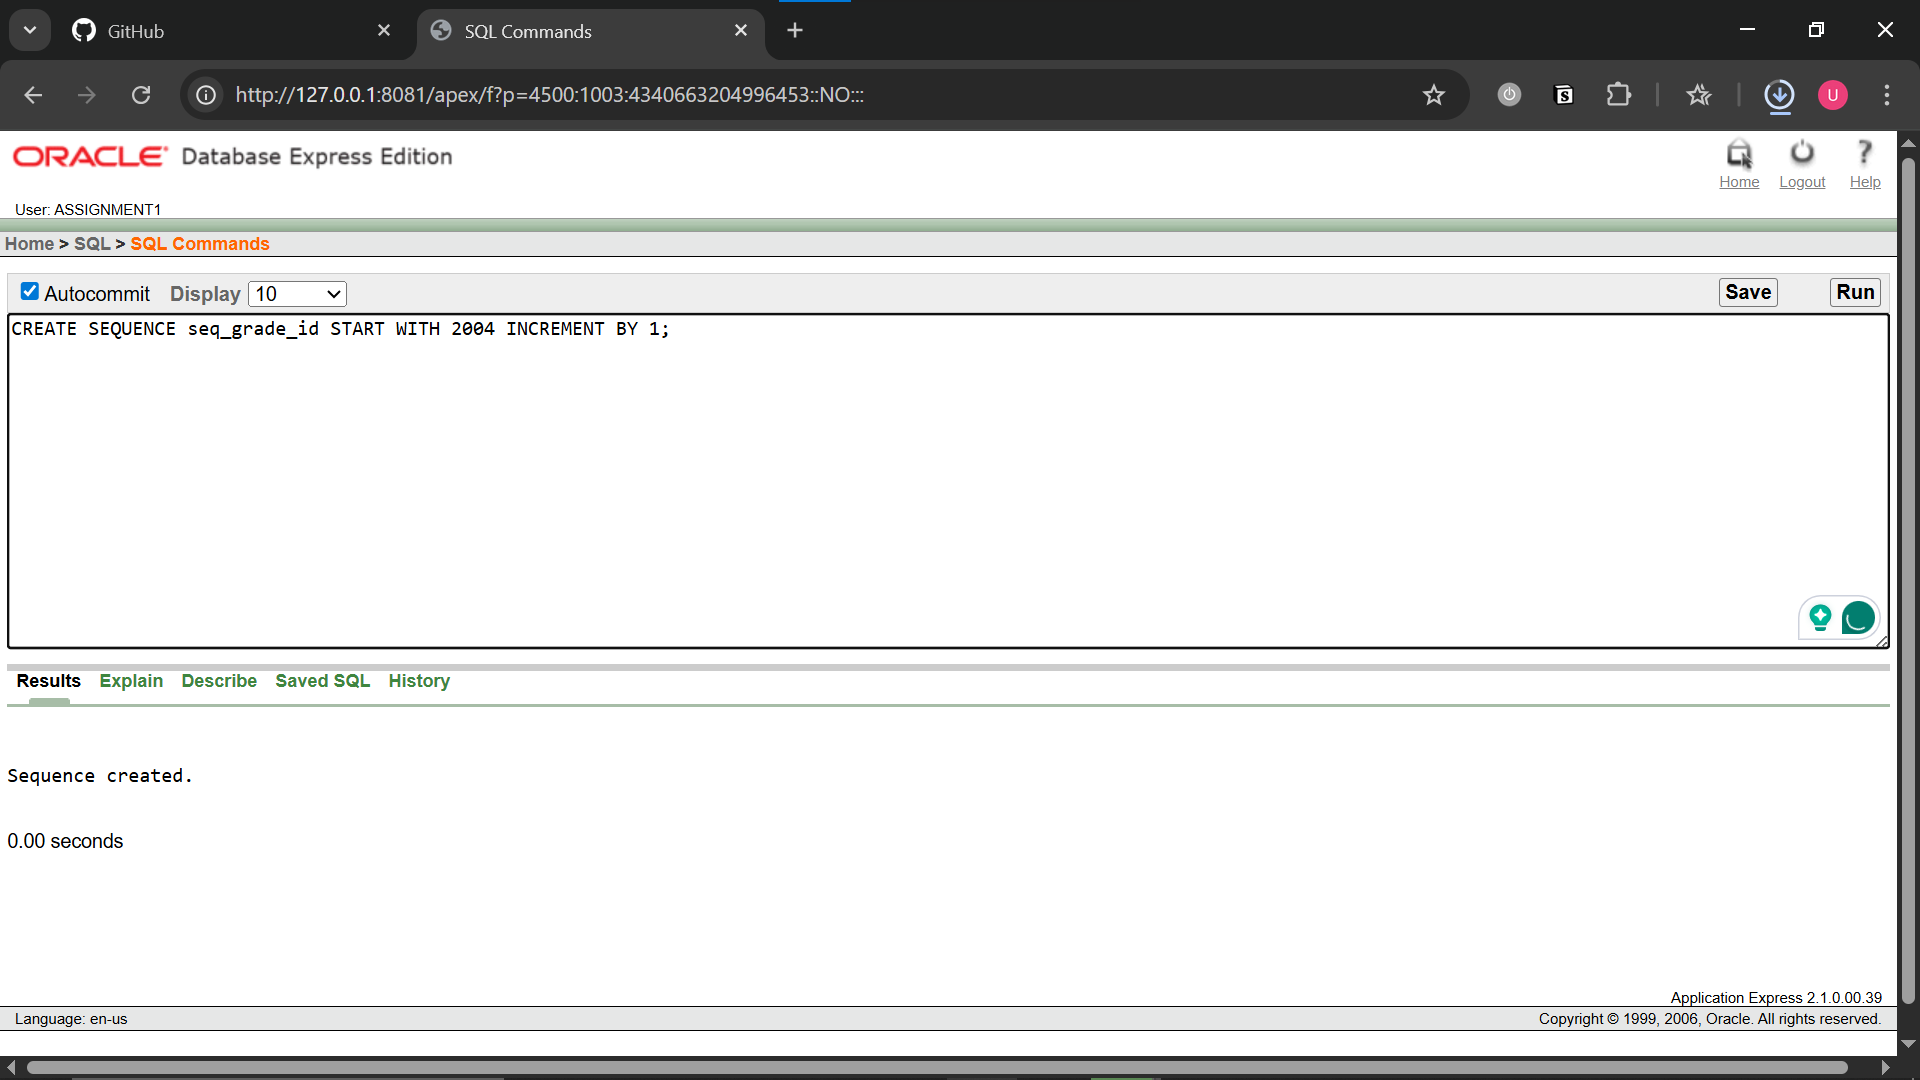 GitHub
SQL Commands
http://127.0.0.1:8081/apex/f?p=4500:1003:4340663204996453::NO:::
U
ORACLE Database Express Edition
Home Logout Help
User: ASSIGNMENT1
Home > SQL > SQL Commands
Autocommit Display 10 Save Run
CREATE SEQUENCE seq_grade_id START WITH 2004 INCREMENT BY 1;
Results Explain Describe Saved SQL History
Sequence created.
0.00 seconds
Application Express 2.1.0.00.39
Language: en-us Copyright © 1999, 2006, Oracle. All rights reserved.